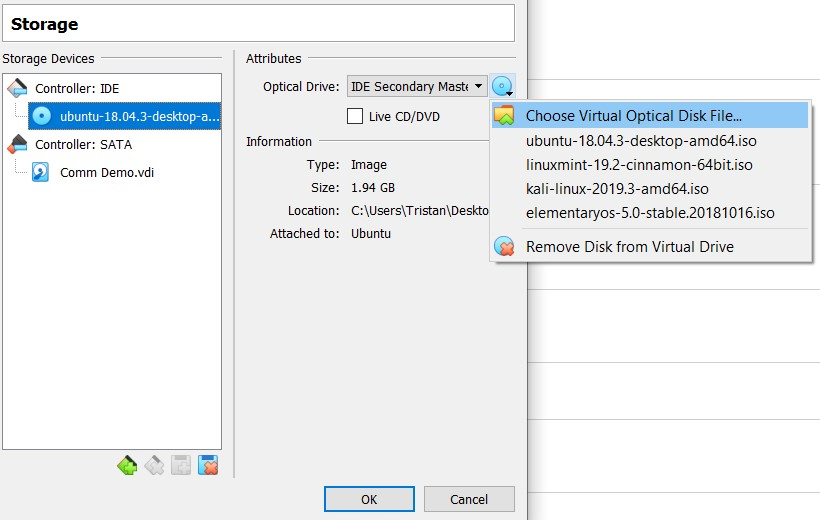 Storage
Storage Devices
Controller: IDE
ubuntu-18.04.3-desktop-a...
Controller: SATA
Comm Demo.vdi
Attributes
Optical Drive: IDE Secondary Maste
Live CD/DVD
Information
Type: Image
Size: 1.94 GB
Location: C:\Users\Tristan\Deskto
Attached to: Ubuntu
Choose Virtual Optical Disk File...
ubuntu-18.04.3-desktop-amd64.iso
linuxmint-19.2-cinnamon-64bit.iso
kali-linux-2019.3-amd64.iso
elementaryos-5.0-stable.20181016.iso
Remove Disk from Virtual Drive
OK
Cancel